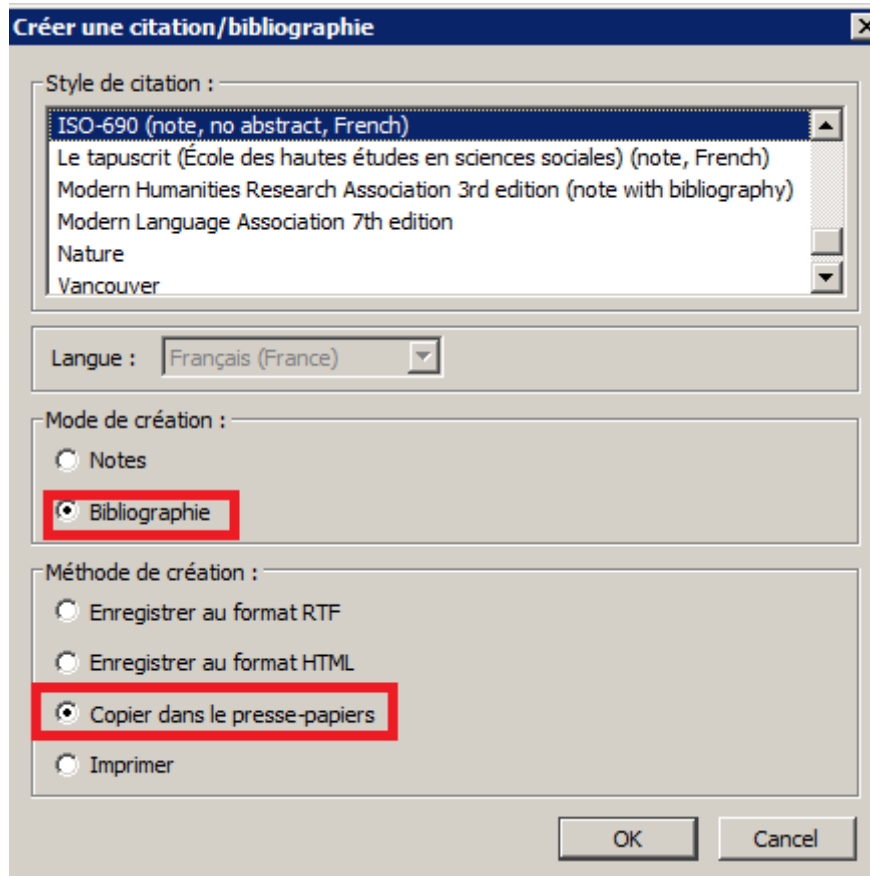 Créer une citation/bibliographie
Style de citation :
ISO-690 (note, no abstract, French)
Le tapuscrit (École des hautes études en sciences sociales) (note, French)
Modern Humanities Research Association 3rd edition (note with bibliography)
Modern Language Association 7th edition
Nature
Vancouver
Langue : Français (France)
Mode de création :
Notes
Bibliographie
Méthode de création :
Enregistrer au format RTF
Enregistrer au format HTML
Copier dans le presse-papiers
Imprimer
OK Cancel